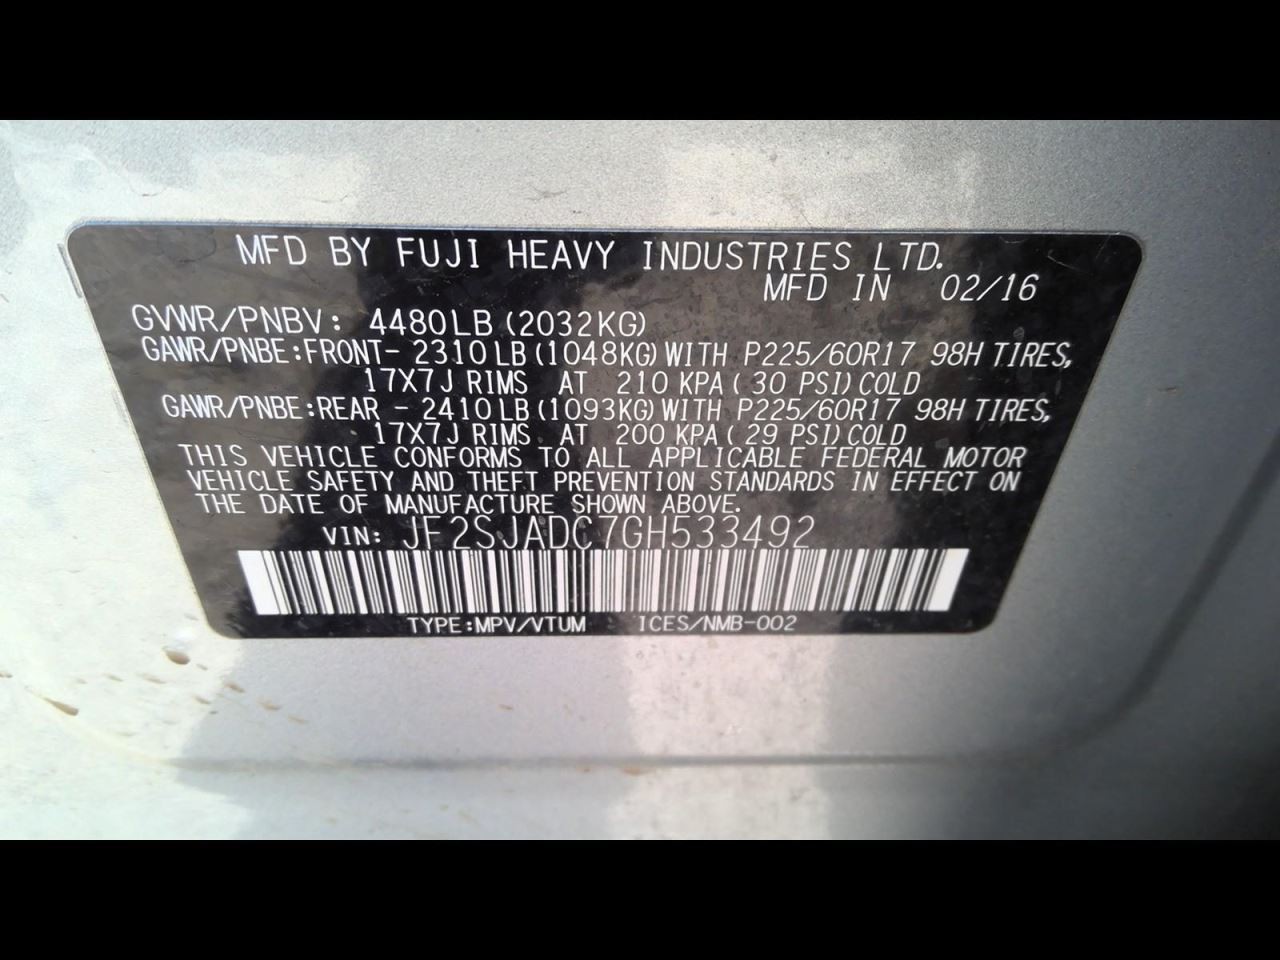 MFD BY FUJI HEAVY INDUSTRIES LTD.
MFD IN 02/16
GVWR/PNBV: 4480LB (2032KG)
GAWR/PNBE:FRONT- 2310LB (1048KG) WITH P225/60R17 98H TIRES,
17X7J RIMS AT 210 KPA ( 30 PSI) COLD
GAWR/PNBE:REAR - 2410LB (1093KG) WITH P225/60R17 98H TIRES,
17X7J RIMS AT 200 KPA ( 29 PSI) COLD
THIS VEHICLE CONFORMS TO ALL APPLICABLE FEDERAL MOTOR
VEHICLE SAFETY AND THEFT PREVENTION STANDARDS IN EFFECT ON
THE DATE OF MANUFACTURE SHOWN ABOVE.
VIN: JF2SJADC7GH533492
TYPE:MPV/VTUM ICES/NMB-002